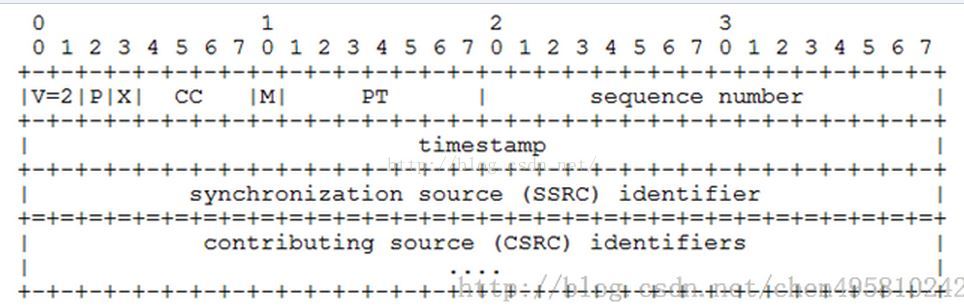 0 1 2 3
0 1 2 3 4 5 6 7 0 1 2 3 4 5 6 7 0 1 2 3 4 5 6 7 0 1 2 3 4 5 6 7
+-+-+-+-+-+-+-+-+-+-+-+-+-+-+-+-+-+-+-+-+-+-+-+-+-+-+-+-+-+-+-+-+
|V=2|P|X| CC |M| PT | sequence number |
+-+-+-+-+-+-+-+-+-+-+-+-+-+-+-+-+-+-+-+-+-+-+-+-+-+-+-+-+-+-+-+-+
| timestamp |
http://blog.csdn.net/
+-+-+-+-+-+-+-+-+-+-+-+-+-+-+-+-+-+-+-+-+-+-+-+-+-+-+-+-+-+-+-+-+
| synchronization source (SSRC) identifier |
+=+=+=+=+=+=+=+=+=+=+=+=+=+=+=+=+=+=+=+=+=+=+=+=+=+=+=+=+=+=+=+=+
| contributing source (CSRC) identifiers |
| .... |
http://blog.csdn.net/chen495810242
+-+-+-+-+-+-+-+-+-+-+-+-+-+-+-+-+-+-+-+-+-+-+-+-+-+-+-+-+-+-+-+-+